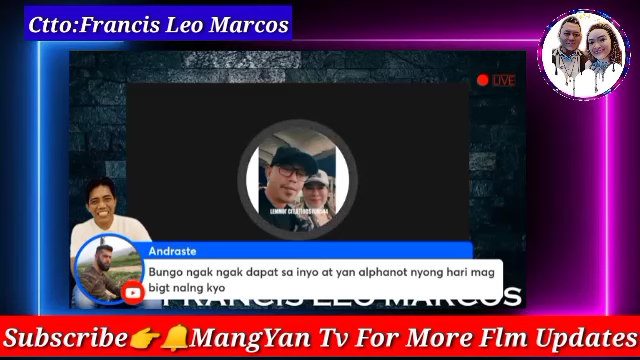 Ctto:Francis Leo Marcos
LIVE
Andraste
Bungo ngak ngak dapat sa inyo at yan alphanot nyong hari mag
bigt nalng kyo
FRANCIS LEO MARCOS
Subscribe👉🔔MangYan Tv For More Flm Updates